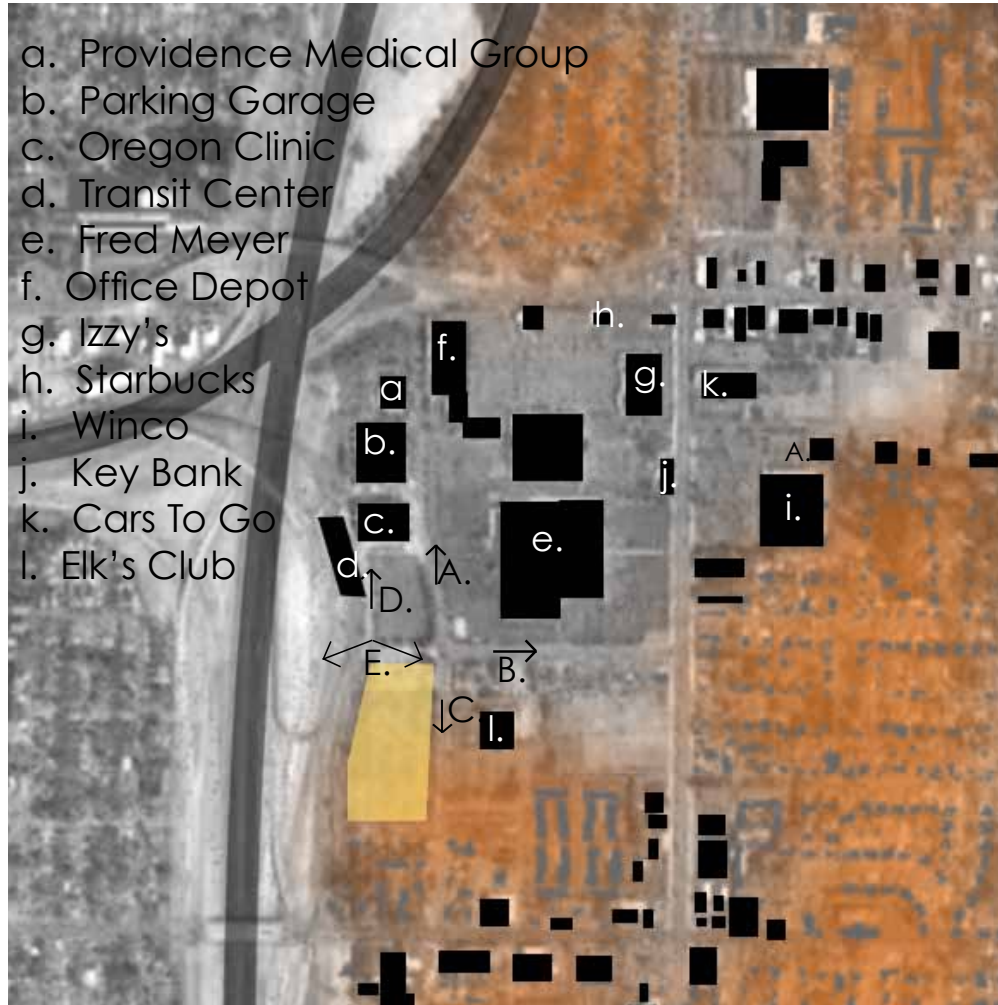 a. Providence Medical Group
b. Parking Garage
c. Oregon Clinic
d. Transit Center
e. Fred Meyer
f. Office Depot
g. Izzy's
h. Starbucks
i. Winco
j. Key Bank
k. Cars To Go
l. Elk's Club
h.
f.
g.
a
k.
b.
A.
j.
i.
c.
e.
d.
A.
D.
E.
B.
C.
l.